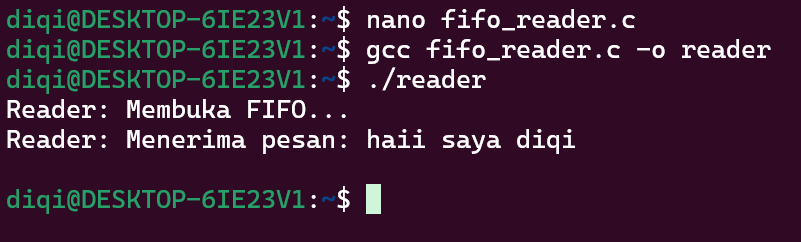 diqi@DESKTOP-6IE23V1:~$ nano fifo_reader.c
diqi@DESKTOP-6IE23V1:~$ gcc fifo_reader.c -o reader
diqi@DESKTOP-6IE23V1:~$ ./reader
Reader: Membuka FIFO...
Reader: Menerima pesan: haii saya diqi
diqi@DESKTOP-6IE23V1:~$